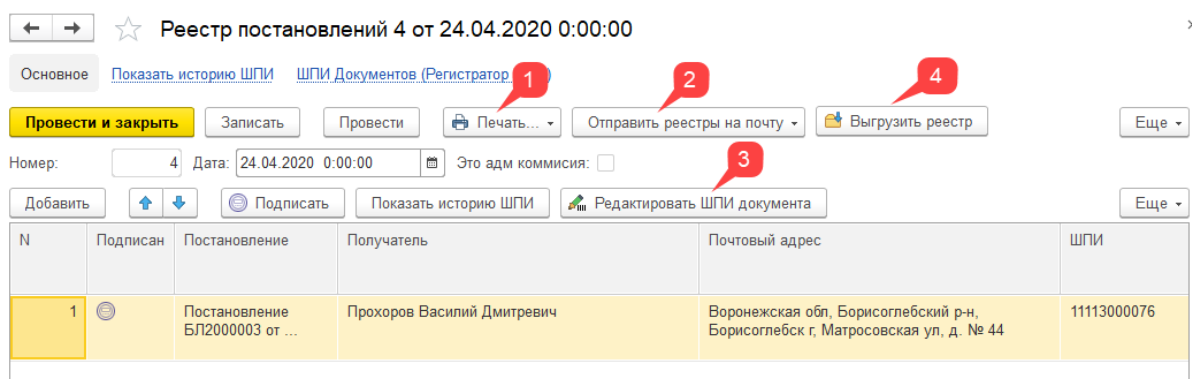 Реестр постановлений 4 от 24.04.2020 0:00:00
Основное Показать историю ШПИ ШПИ Документов (Регистратор )
1 2 4
Провести и закрыть Записать Провести Печать... Отправить реестры на почту Выгрузить реестр Еще
Номер: 4 Дата: 24.04.2020 0:00:00 Это адм коммисия: 3
Добавить Подписать Показать историю ШПИ Редактировать ШПИ документа Еще
N Подписан Постановление Получатель Почтовый адрес ШПИ
1 Постановление Прохоров Василий Дмитревич Воронежская обл, Борисоглебский р-н, 11113000076
БЛ2000003 от ... Борисоглебск г, Матросовская ул, д. № 44